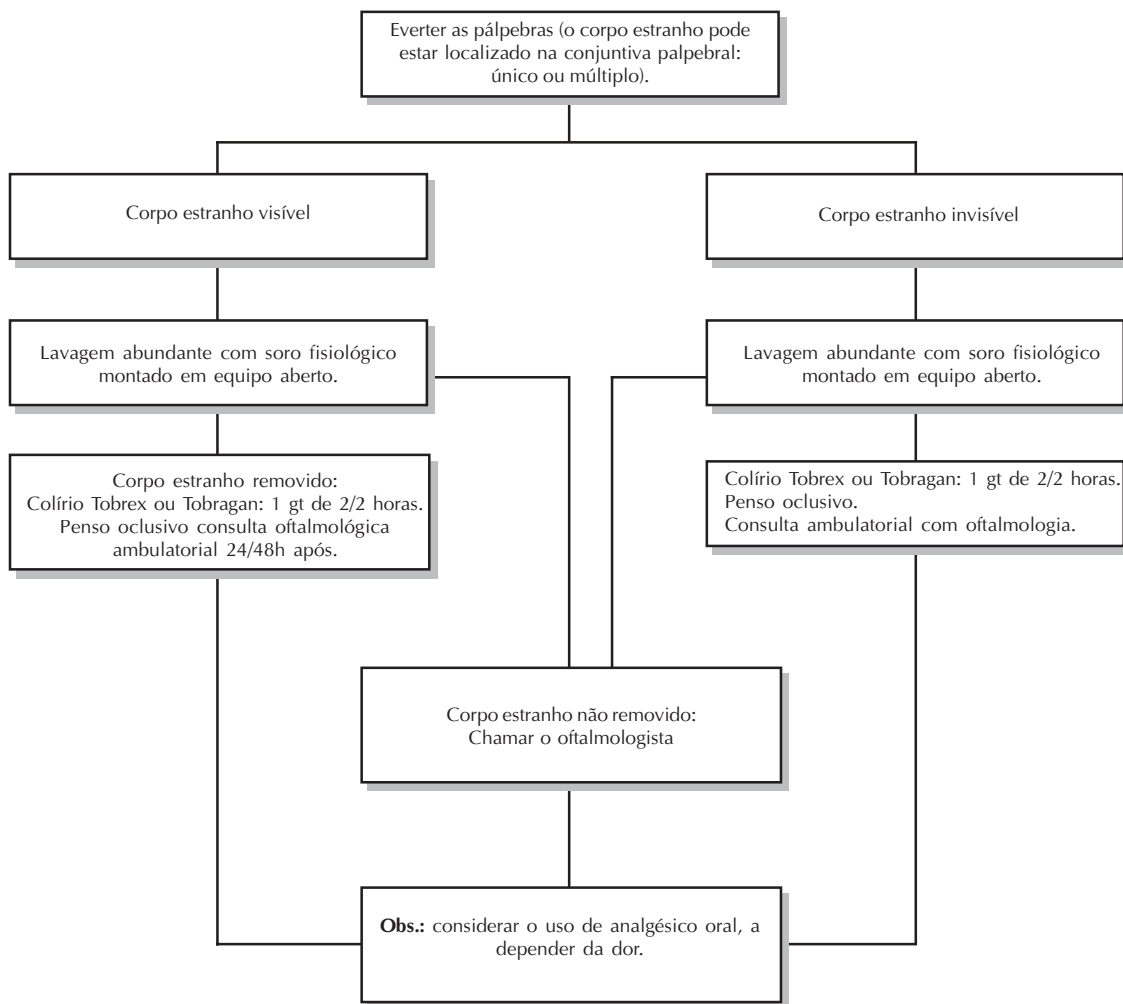 Everter as pálpebras (o corpo estranho pode
estar localizado na conjuntiva palpebral:
único ou múltiplo).
Corpo estranho visível
Corpo estranho invisível
Lavagem abundante com soro fisiológico
montado em equipo aberto.
Lavagem abundante com soro fisiológico
montado em equipo aberto.
Corpo estranho removido:
Colírio Tobrex ou Tobragan: 1 gt de 2/2 horas.
Penso oclusivo consulta oftalmológica
ambulatorial 24/48h após.
Colírio Tobrex ou Tobragan: 1 gt de 2/2 horas.
Penso oclusivo.
Consulta ambulatorial com oftalmologia.
Corpo estranho não removido:
Chamar o oftalmologista
Obs.: considerar o uso de analgésico oral, a
depender da dor.